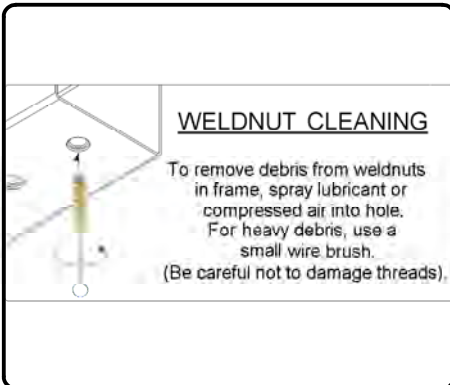 WELDNUT CLEANING
To remove debris from weldnuts
in frame, spray lubricant or
compressed air into hole.
For heavy debris, use a
small wire brush.
(Be careful not to damage threads).